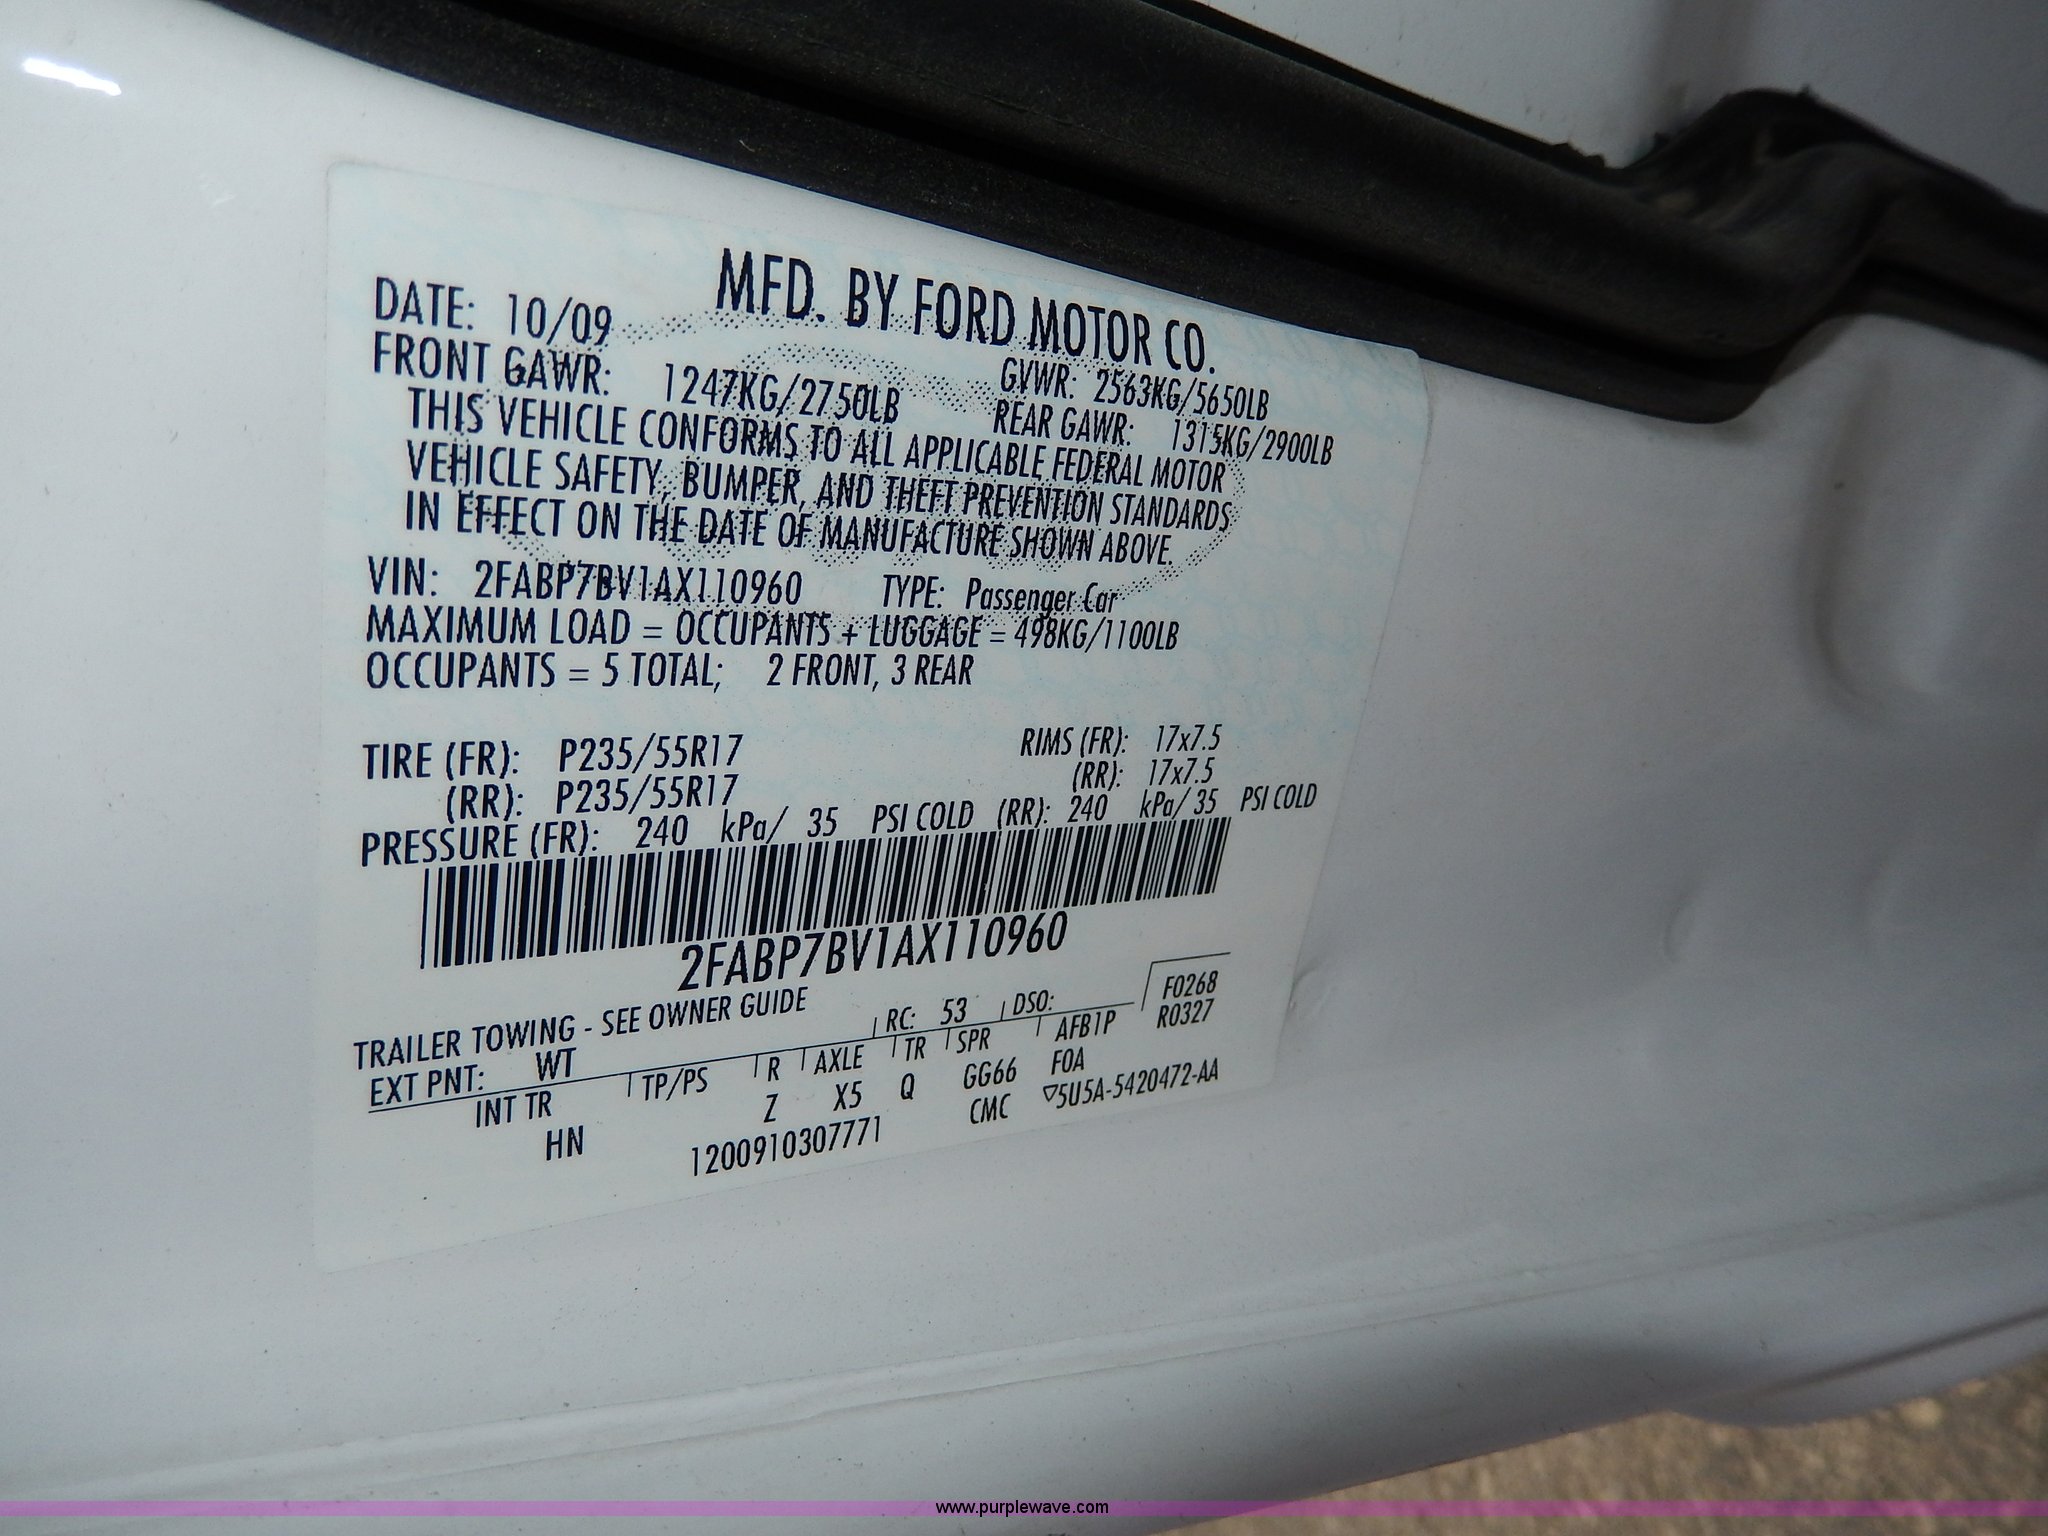 MFD. BY FORD MOTOR CO.
DATE: 10/09 GVWR: 2563KG/5650LB
FRONT GAWR: 1247KG/2750LB REAR GAWR: 1315KG/2900LB
THIS VEHICLE CONFORMS TO ALL APPLICABLE FEDERAL MOTOR
VEHICLE SAFETY, BUMPER, AND THEFT PREVENTION STANDARDS
IN EFFECT ON THE DATE OF MANUFACTURE SHOWN ABOVE.
VIN: 2FABP7BV1AX110960 TYPE: Passenger Car
MAXIMUM LOAD = OCCUPANTS + LUGGAGE = 498KG/1100LB
OCCUPANTS = 5 TOTAL; 2 FRONT, 3 REAR
TIRE (FR): P235/55R17 RIMS (FR): 17x7.5
(RR): P235/55R17 (RR): 17x7.5
PRESSURE (FR): 240 kPa/ 35 PSI COLD (RR): 240 kPa/ 35 PSI COLD
2FABP7BV1AX110960
TRAILER TOWING - SEE OWNER GUIDE F0268
EXT PNT: WT RC: 53 DSO: R0327
INT TR TP/PS R AXLE TR SPR AFB1P
HN Z X5 Q GG66 F0A
1200910307771 CMC ▽5U5A-5420472-AA
www.purplewave.com